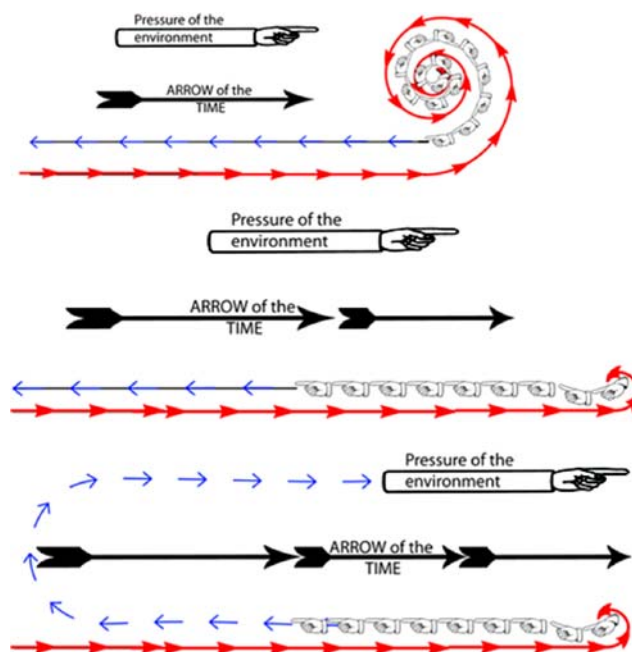 Pressure of the
environment
ARROW of the
TIME
Pressure of the
environment
ARROW of the
TIME
Pressure of the
environment
ARROW of the
TIME